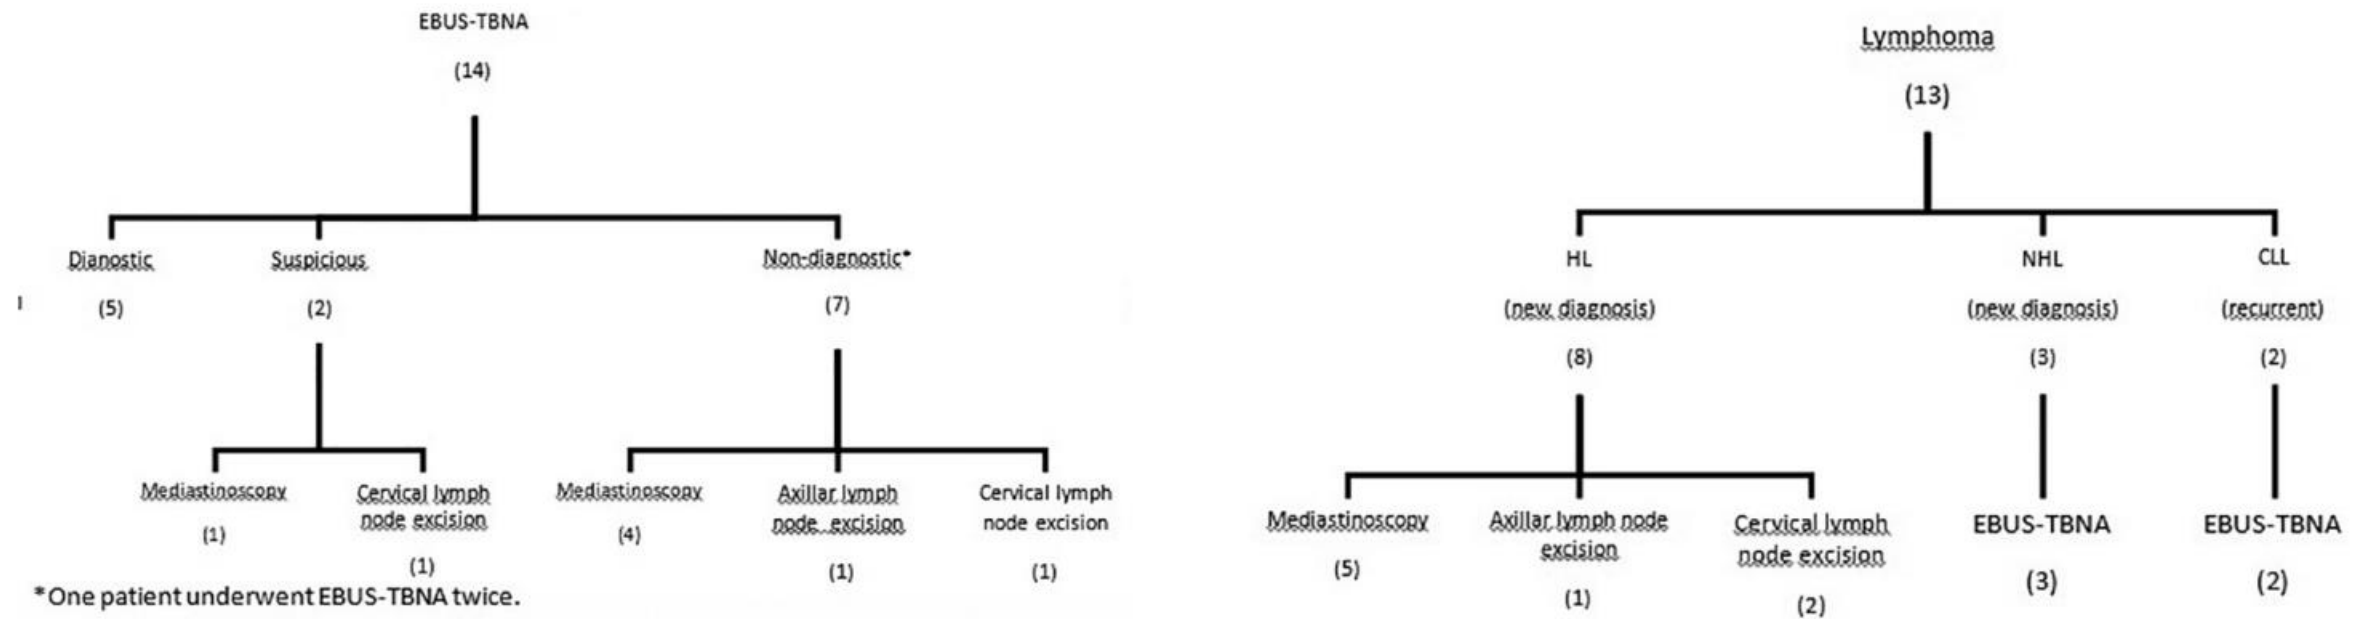 EBUS-TBNA
(14)
Dianostic
(5)
Suspicious
(2)
Non-diagnostic*
(7)
Mediastinoscopy
(1)
Cervical lymph
node excision
(1)
Mediastinoscopy
(4)
Axillar lymph
node excision
(1)
Cervical lymph
node excision
(1)
*One patient underwent EBUS-TBNA twice.
Lymphoma
(13)
HL
(new diagnosis)
(8)
NHL
(new diagnosis)
(3)
CLL
(recurrent)
(2)
Mediastinoscopy
(5)
Axillar lymph node
excision
(1)
Cervical lymph
node excision
(2)
EBUS-TBNA
(3)
EBUS-TBNA
(2)